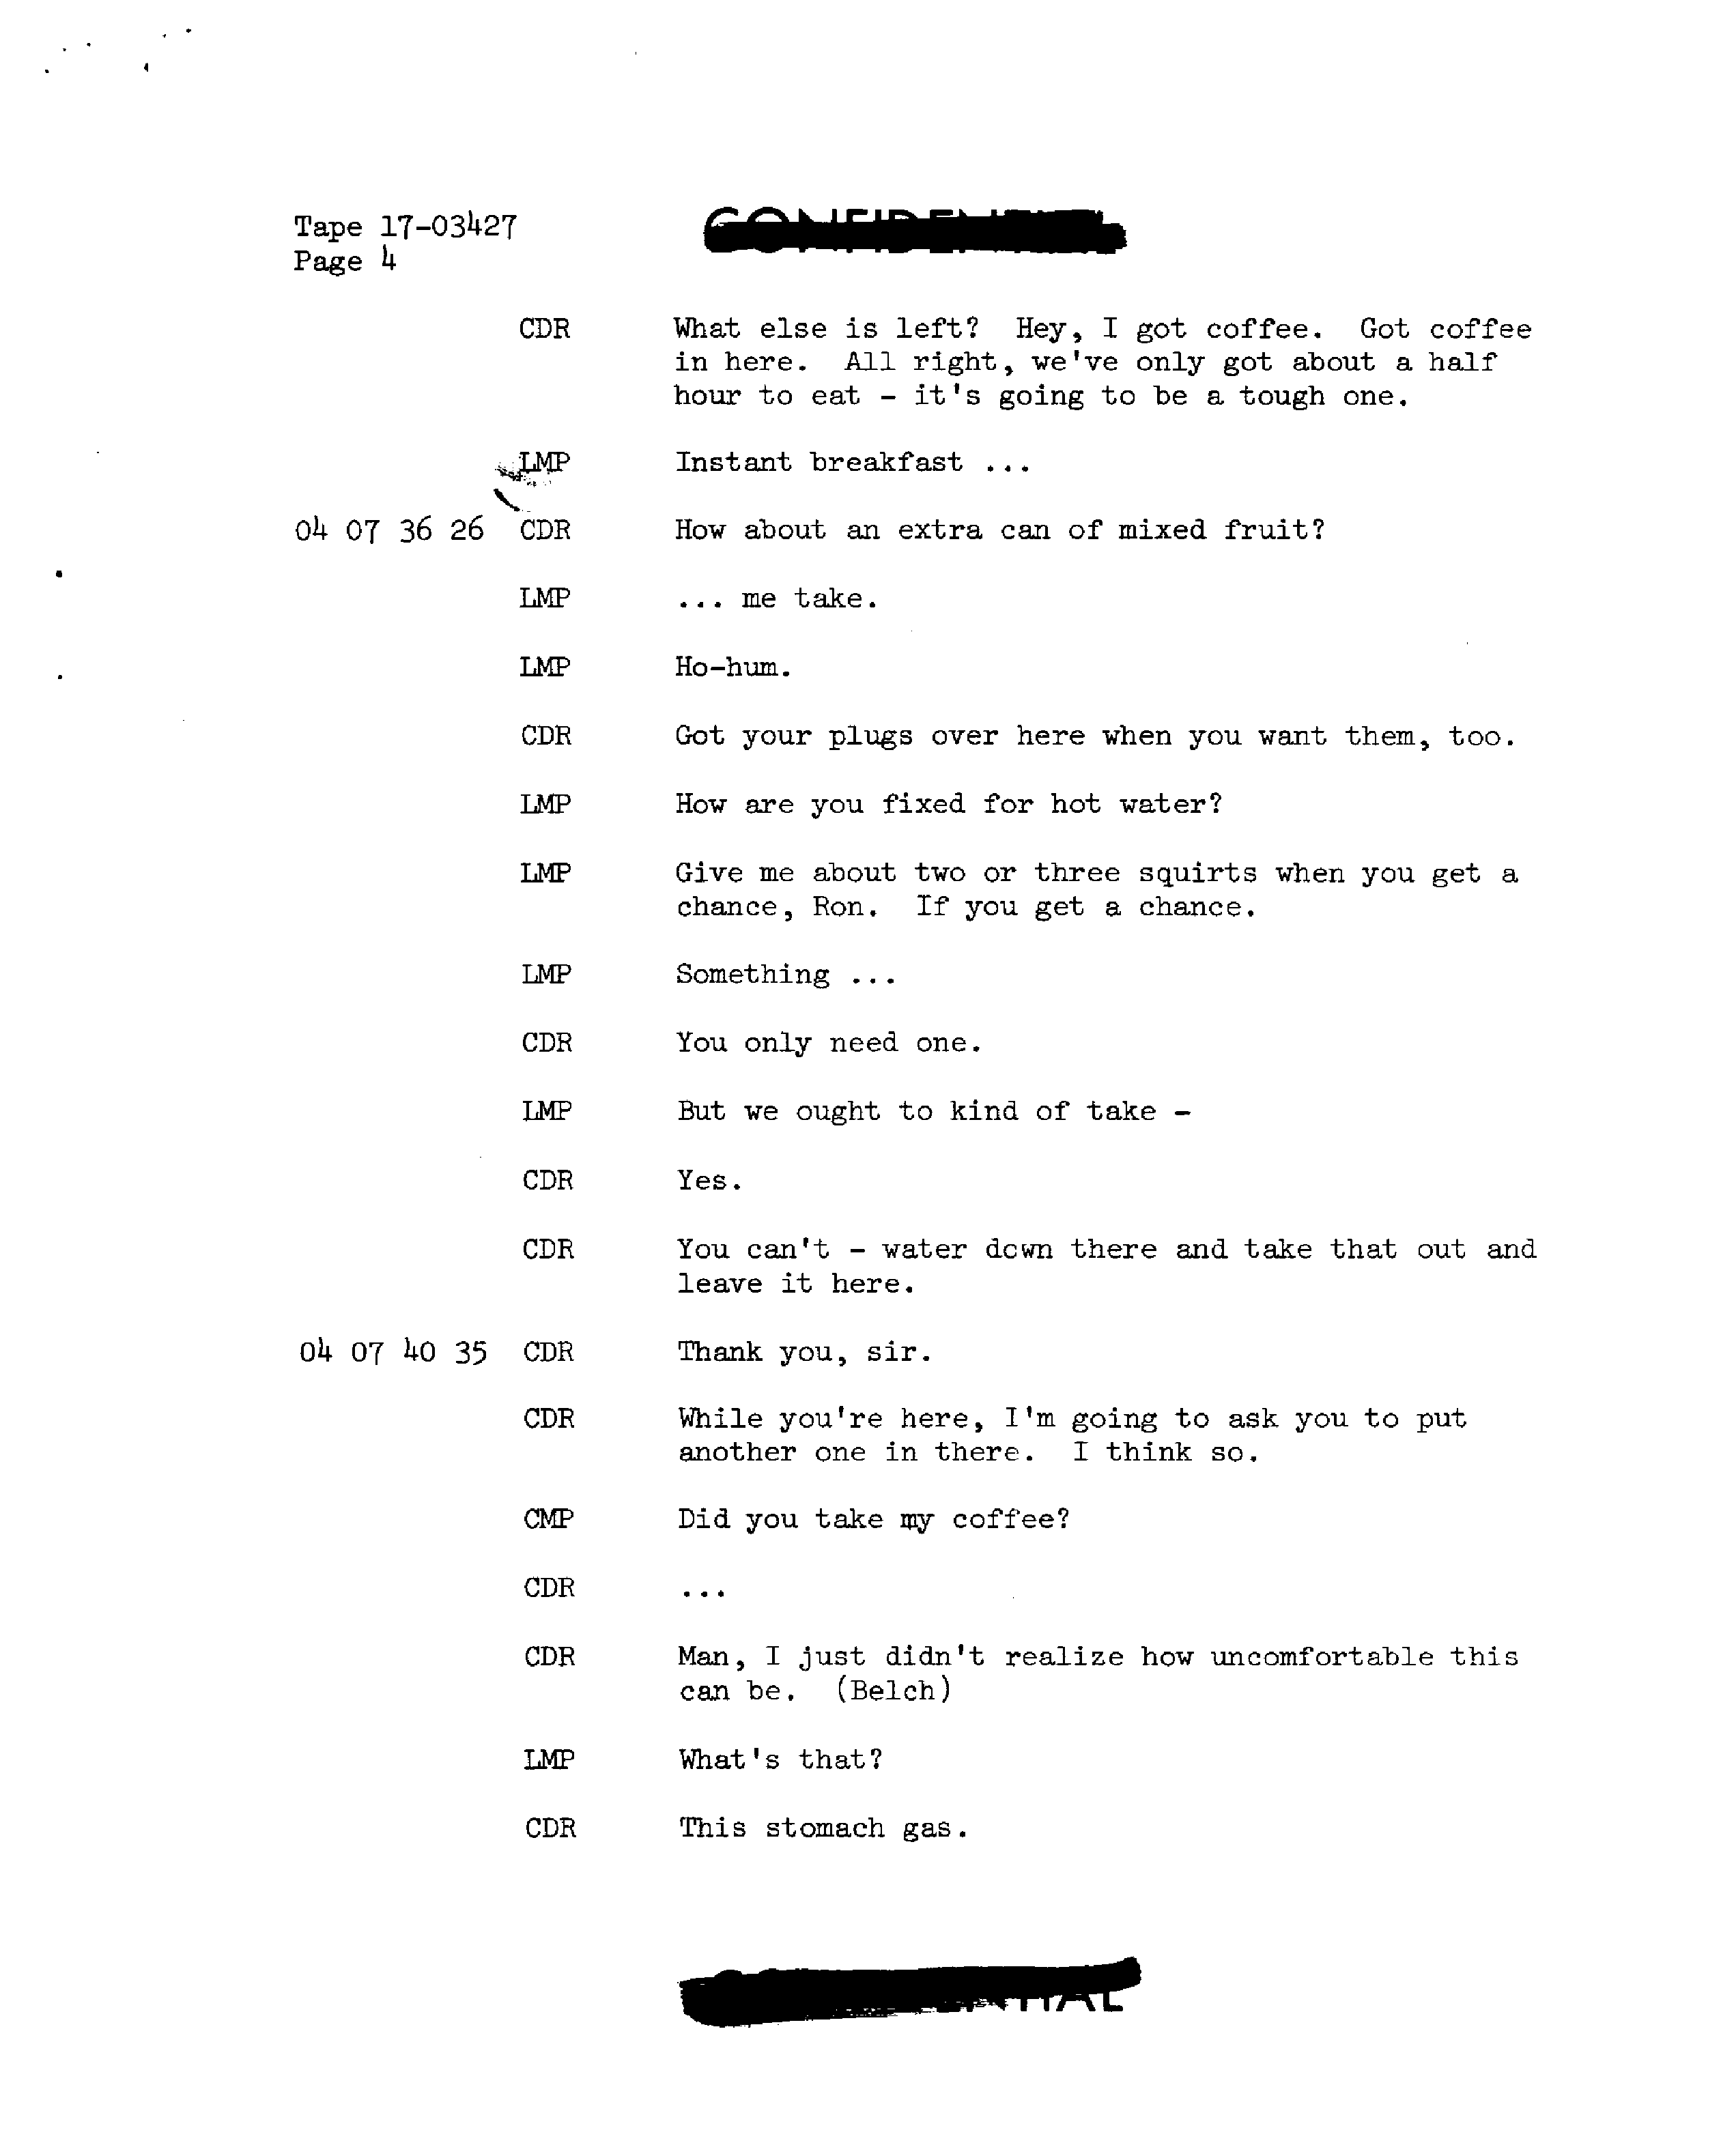 Tape 17-03427
CONFIDENTIAL
Page 4
CDR What else is left? Hey, I got coffee. Got coffee
in here. All right, we've only got about a half
hour to eat - it's going to be a tough one.
LMP Instant breakfast ...
04 07 36 26 CDR How about an extra can of mixed fruit?
LMP ... me take.
LMP Ho-hum.
CDR Got your plugs over here when you want them, too.
LMP How are you fixed for hot water?
LMP Give me about two or three squirts when you get a
chance, Ron. If you get a chance.
LMP Something ...
CDR You only need one.
LMP But we ought to kind of take -
CDR Yes.
CDR You can't - water down there and take that out and
leave it here.
04 07 40 35 CDR Thank you, sir.
CDR While you're here, I'm going to ask you to put
another one in there. I think so.
CMP Did you take my coffee?
CDR ...
CDR Man, I just didn't realize how uncomfortable this
can be. (Belch)
LMP What's that?
CDR This stomach gas.